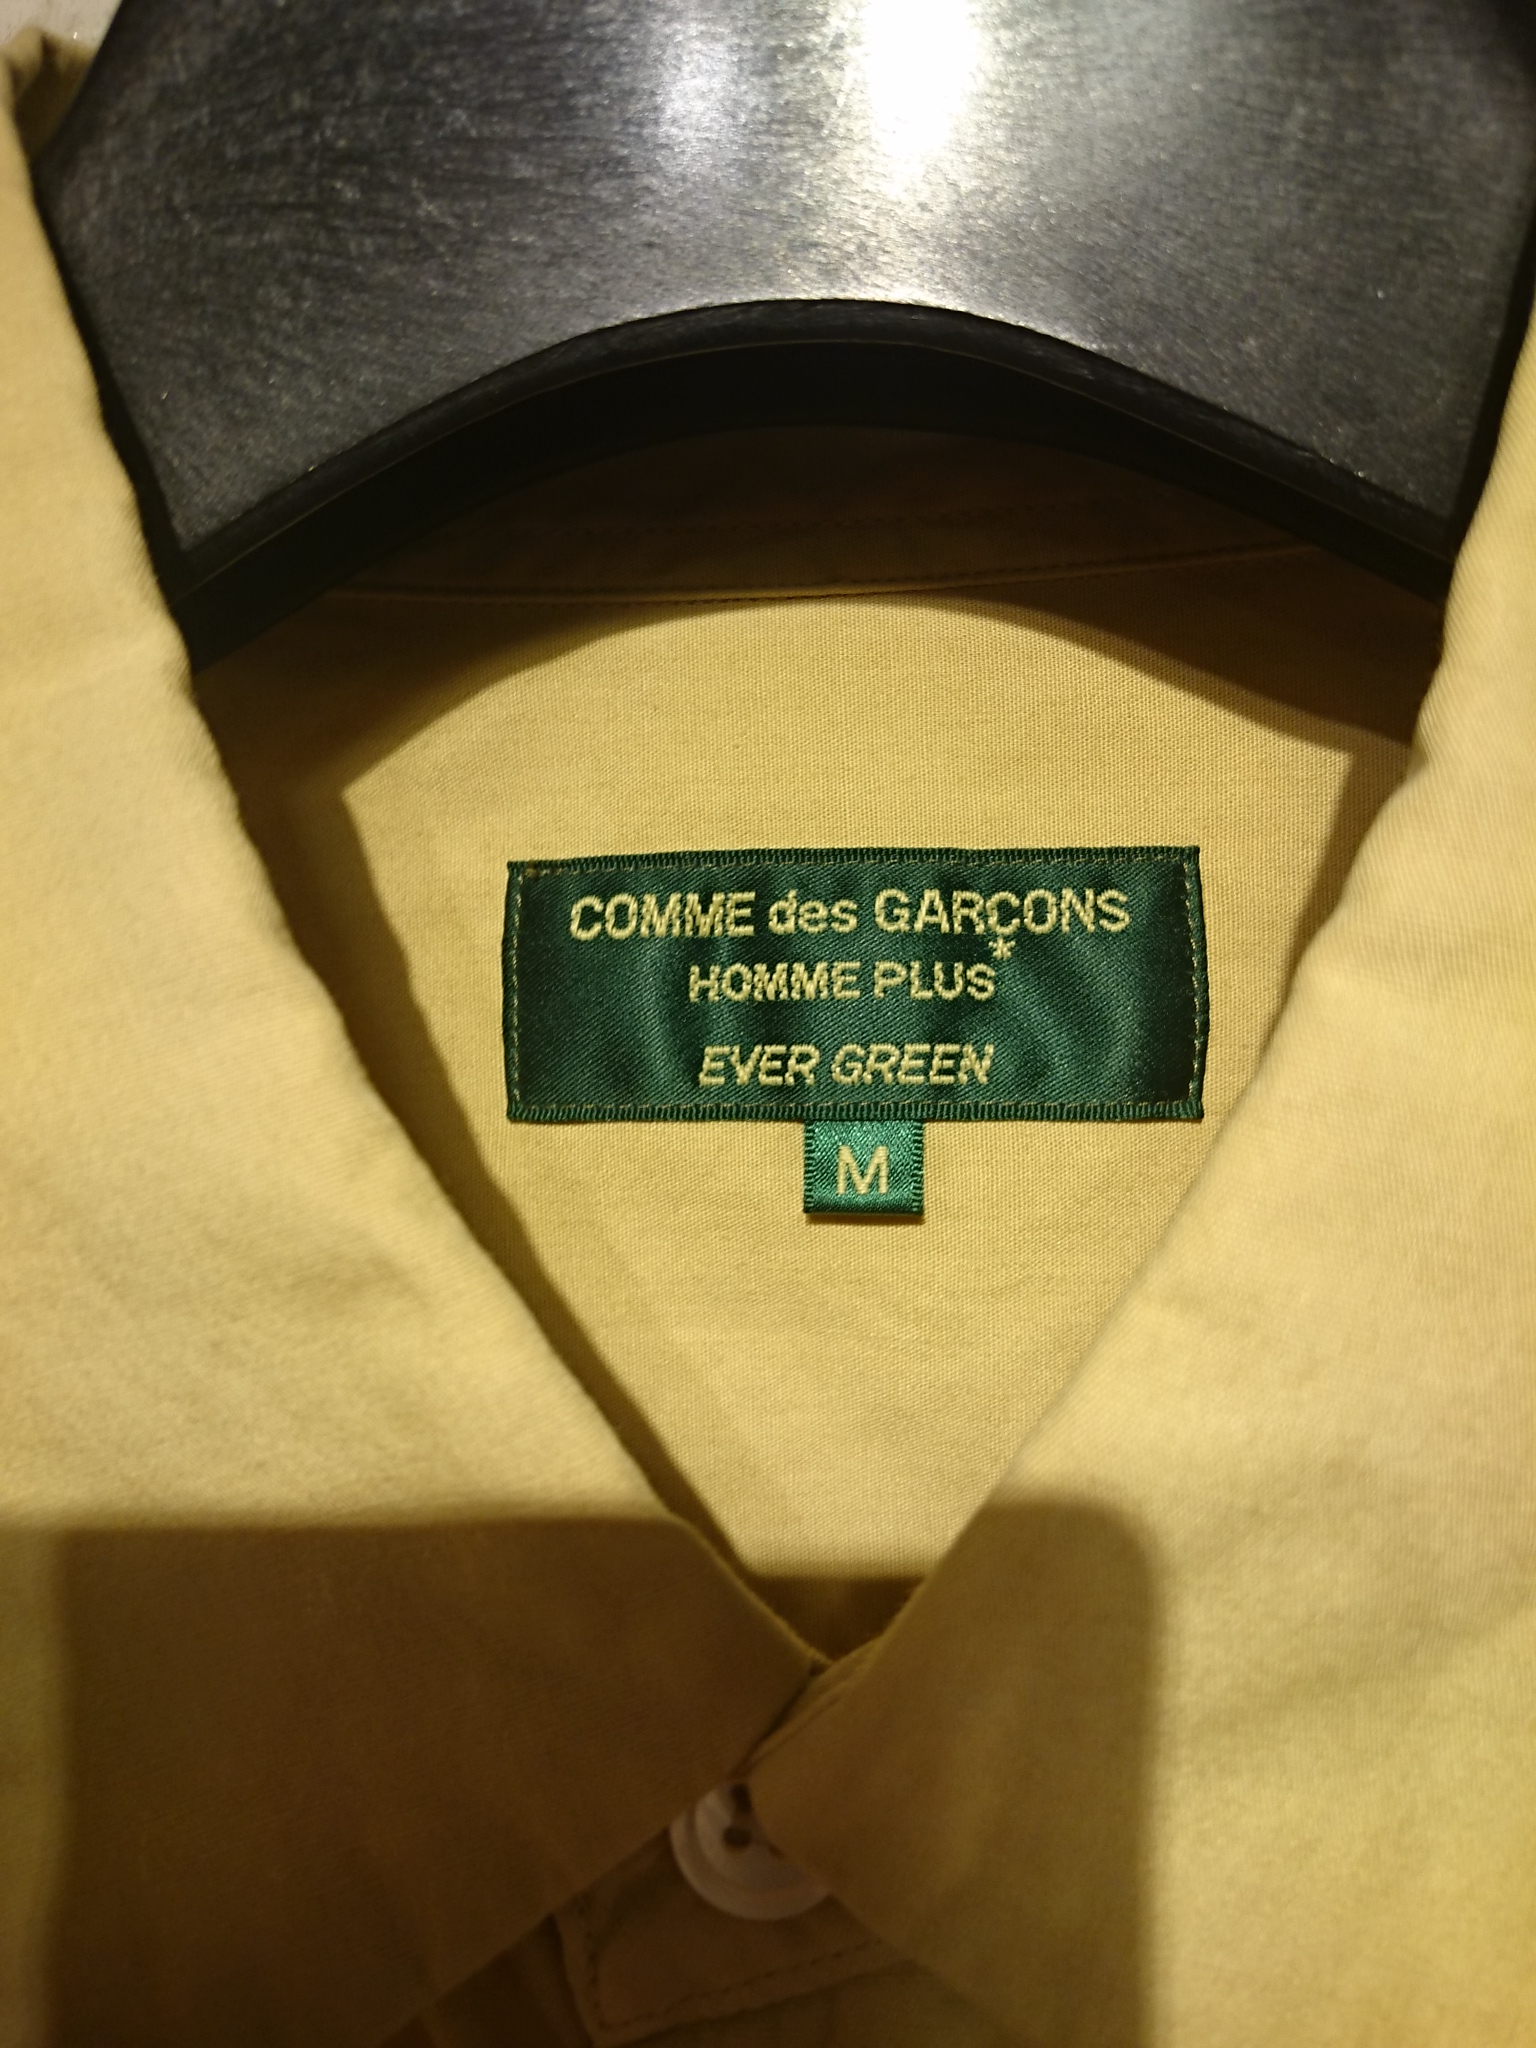 COMME des GARÇONS
HOMME PLUS*
EVER GREEN
M